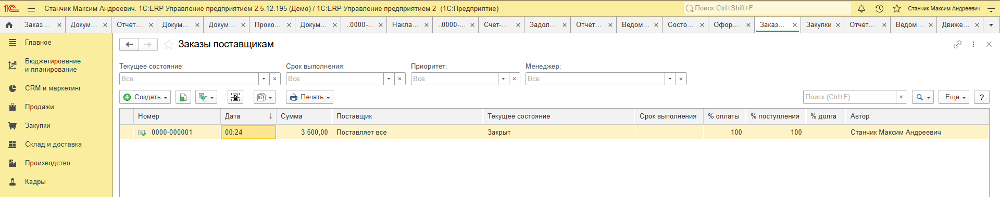 1С Станчик Максим Андреевич. 1С:ERP Управление предприятием 2.5.12.195 (Демо) / 1С:ERP Управление предприятием 2 (1С:Предприятие) Поиск Ctrl+Shift+F Станчик Максим Андреевич
Заказ... Докум... Отчет... Докум... Докум... Проко... Докум... ..0000-... Накла... ..0000-... Счет-... Задол... Отчет... Ведом... Состо... Офор... Заказ... Закупки Отчет... Ведом... Движе...
Главное
Бюджетирование
и планирование
CRM и маркетинг
Продажи
Закупки
Склад и доставка
Производство
Кадры
Заказы поставщикам
Текущее состояние: Срок выполнения: Приоритет: Менеджер:
Все Все Все Все
Создать Печать Поиск (Ctrl+F) Еще ?
Номер Дата Сумма Поставщик Текущее состояние Срок выполнения % оплаты % поступления % долга Автор
0000-000001 00:24 3 500,00 Поставляет все Закрыт 100 100 Станчик Максим Андреевич